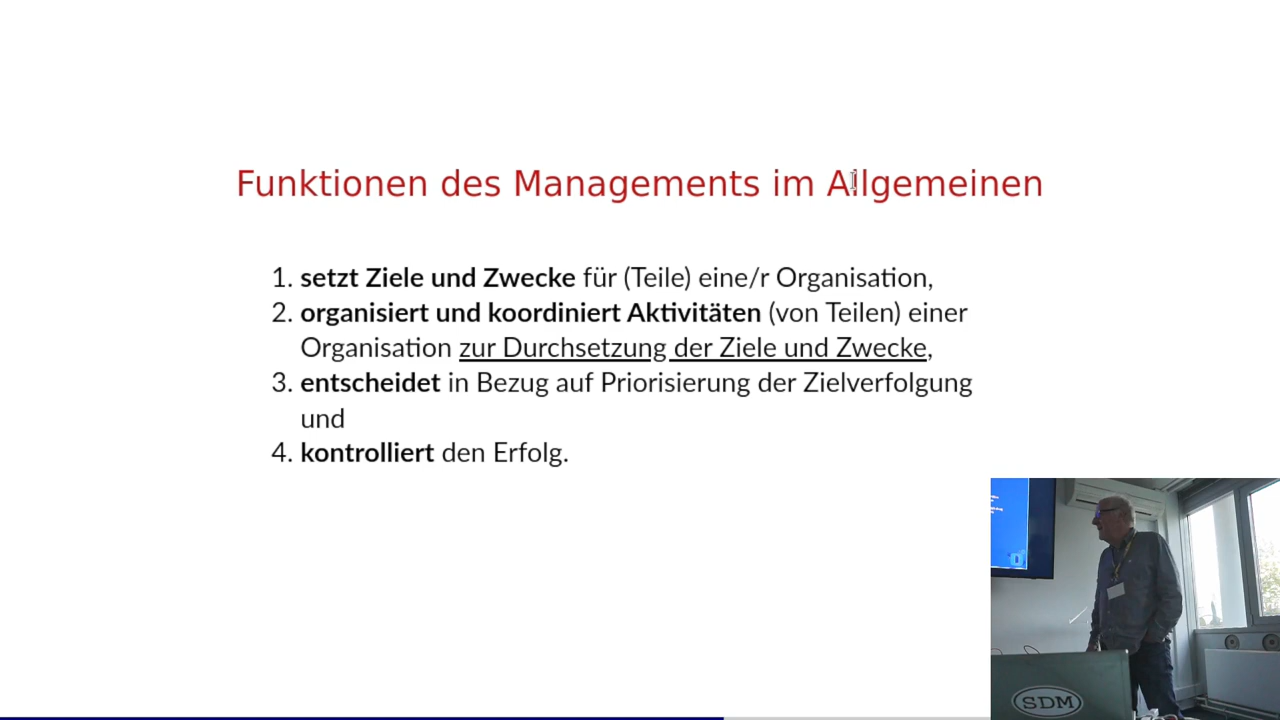 Funktionen des Managements im Allgemeinen
1. setzt Ziele und Zwecke für (Teile) eine/r Organisation,
2. organisiert und koordiniert Aktivitäten (von Teilen) einer
Organisation zur Durchsetzung der Ziele und Zwecke,
3. entscheidet in Bezug auf Priorisierung der Zielverfolgung
und
4. kontrolliert den Erfolg.
SDM